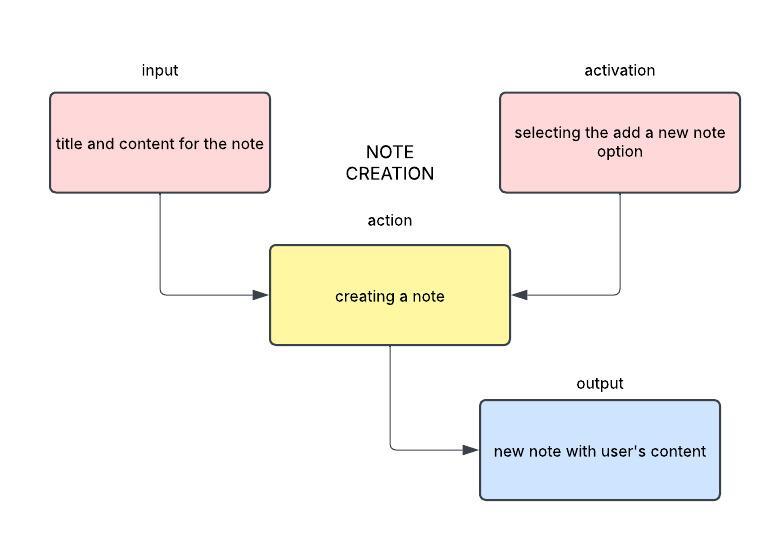 input
activation
title and content for the note
selecting the add a new note
option
NOTE
CREATION
action
creating a note
output
new note with user's content